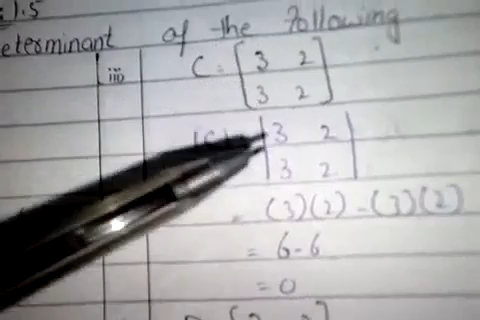 1.5
eterminant of the following
iii C = [3 2
3 2]
|C| = |3 2
3 2|
= (3)(2) - (3)(2)
= 6 - 6
= 0